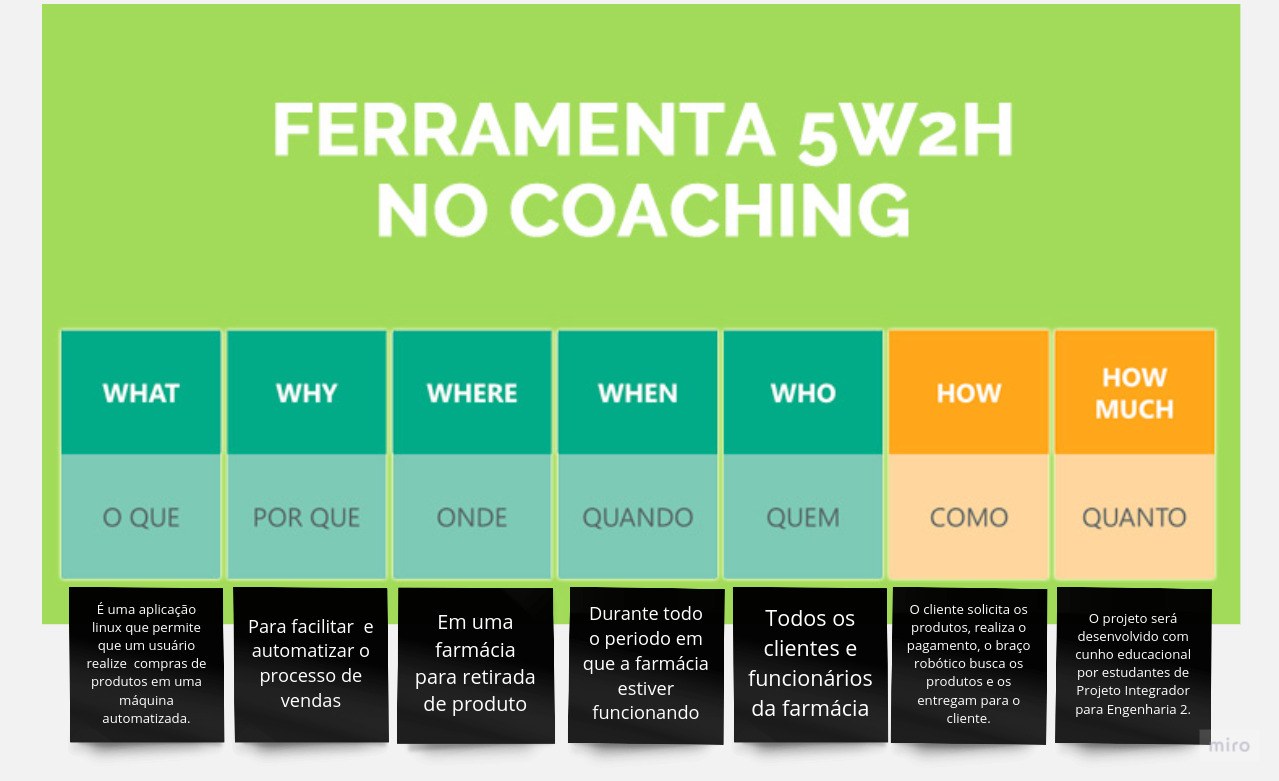 FERRAMENTA 5W2H
NO COACHING
WHAT
O QUE
É uma aplicação
linux que permite
que um usuário
realize compras de
produtos em uma
máquina
automatizada.
WHY
POR QUE
Para facilitar e
automatizar o
processo de
vendas
WHERE
ONDE
Em uma
farmácia
para retirada
de produto
WHEN
QUANDO
Durante todo
o periodo em
que a farmácia
estiver
funcionando
WHO
QUEM
Todos os
clientes e
funcionários
da farmácia
HOW
COMO
O cliente solicita os
produtos, realiza o
pagamento, o braço
robótico busca os
produtos e os
entregam para o
cliente.
HOW
MUCH
QUANTO
O projeto será
desenvolvido com
cunho educacional
por estudantes de
Projeto Integrador
para Engenharia 2.
miro